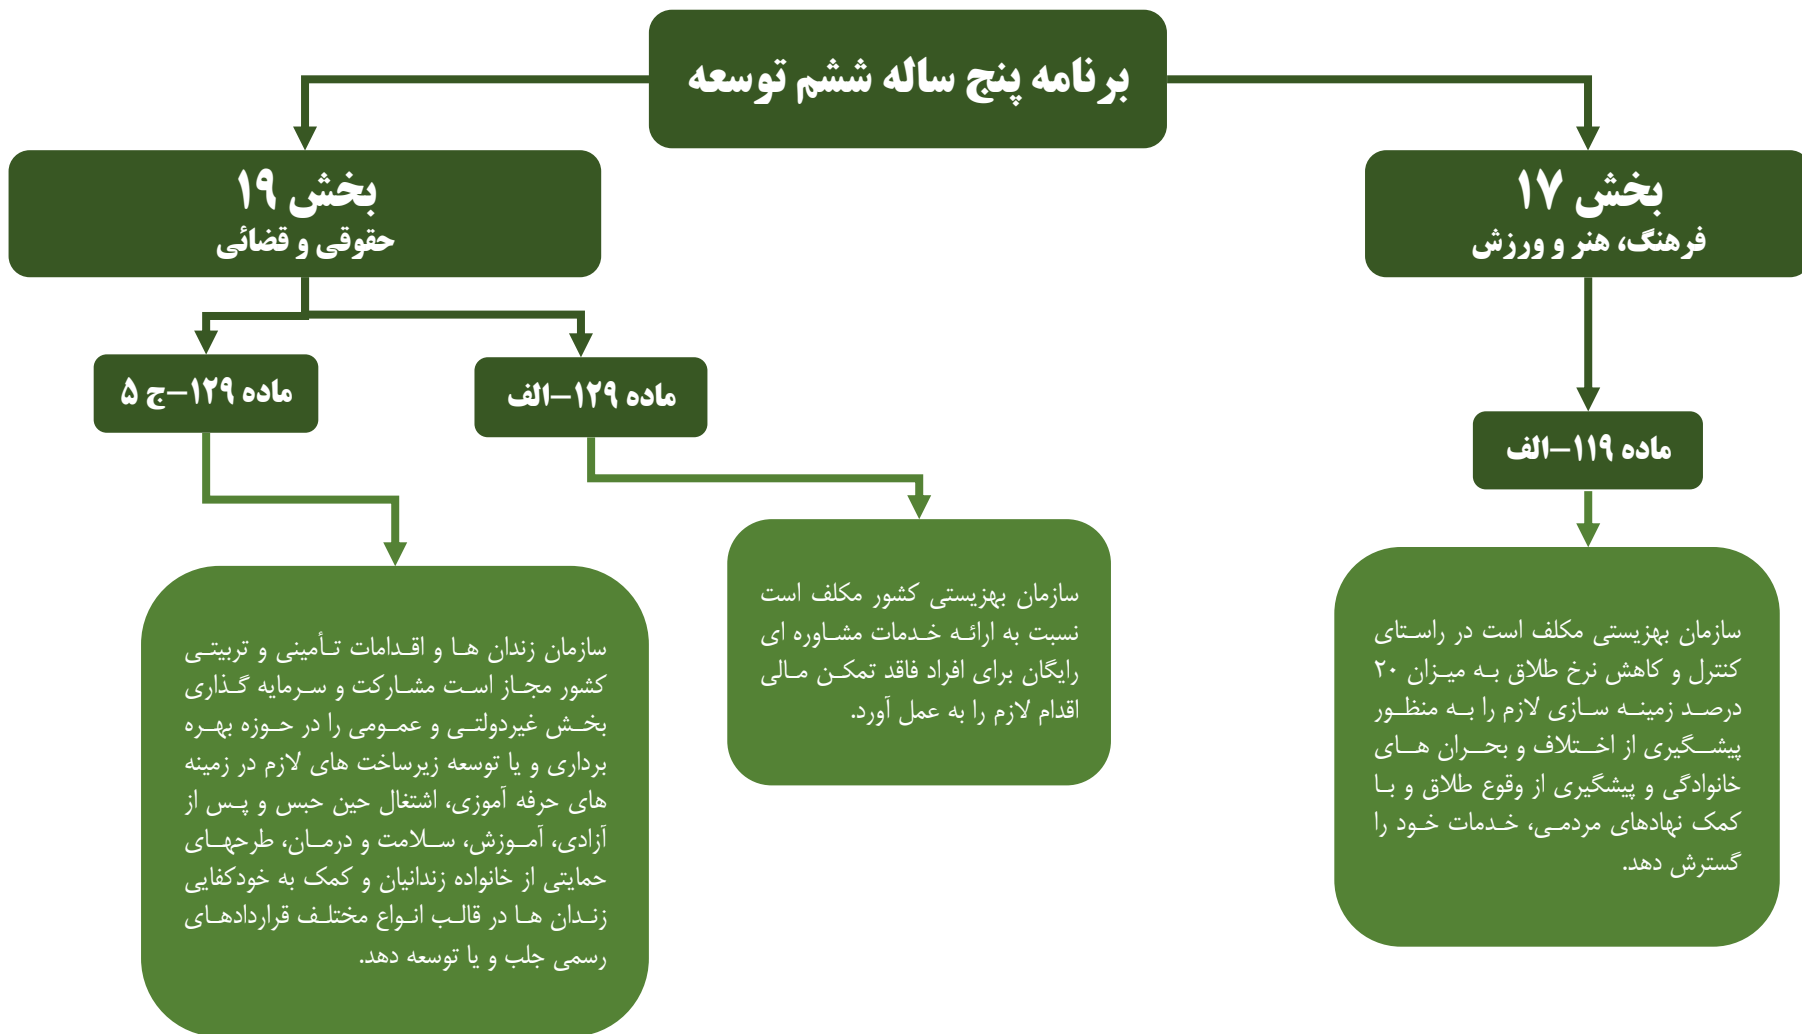 برنامه پنج ساله ششم توسعه
بخش ۱۷
فرهنگ، هنر و ورزش
ماده ۱۱۹–الف
سازمان بهزیستی مکلف است در راستای
کنترل و کاهش نرخ طلاق به میزان ۲۰
درصد زمینه سازی لازم را به منظور
پیشگیری از اختلاف و بحران های
خانوادگی و پیشگیری از وقوع طلاق و با
کمک نهادهای مردمی، خدمات خود را
گسترش دهد.
بخش ۱۹
حقوقی و قضائی
ماده ۱۲۹–الف
سازمان بهزیستی کشور مکلف است
نسبت به ارائه خدمات مشاوره ای
رایگان برای افراد فاقد تمکن مالی
اقدام لازم را به عمل آورد.
ماده ۱۲۹–ج ۵
سازمان زندان ها و اقدامات تأمینی و تربیتی
کشور مجاز است مشارکت و سرمایه گذاری
بخش غیردولتی و عمومی را در حوزه بهره
برداری و یا توسعه زیرساخت های لازم در زمینه
های حرفه آموزی، اشتغال حین حبس و پس از
آزادی، آموزش، سلامت و درمان، طرحهای
حمایتی از خانواده زندانیان و کمک به خودکفایی
زندان ها در قالب انواع مختلف قراردادهای
رسمی جلب و یا توسعه دهد.